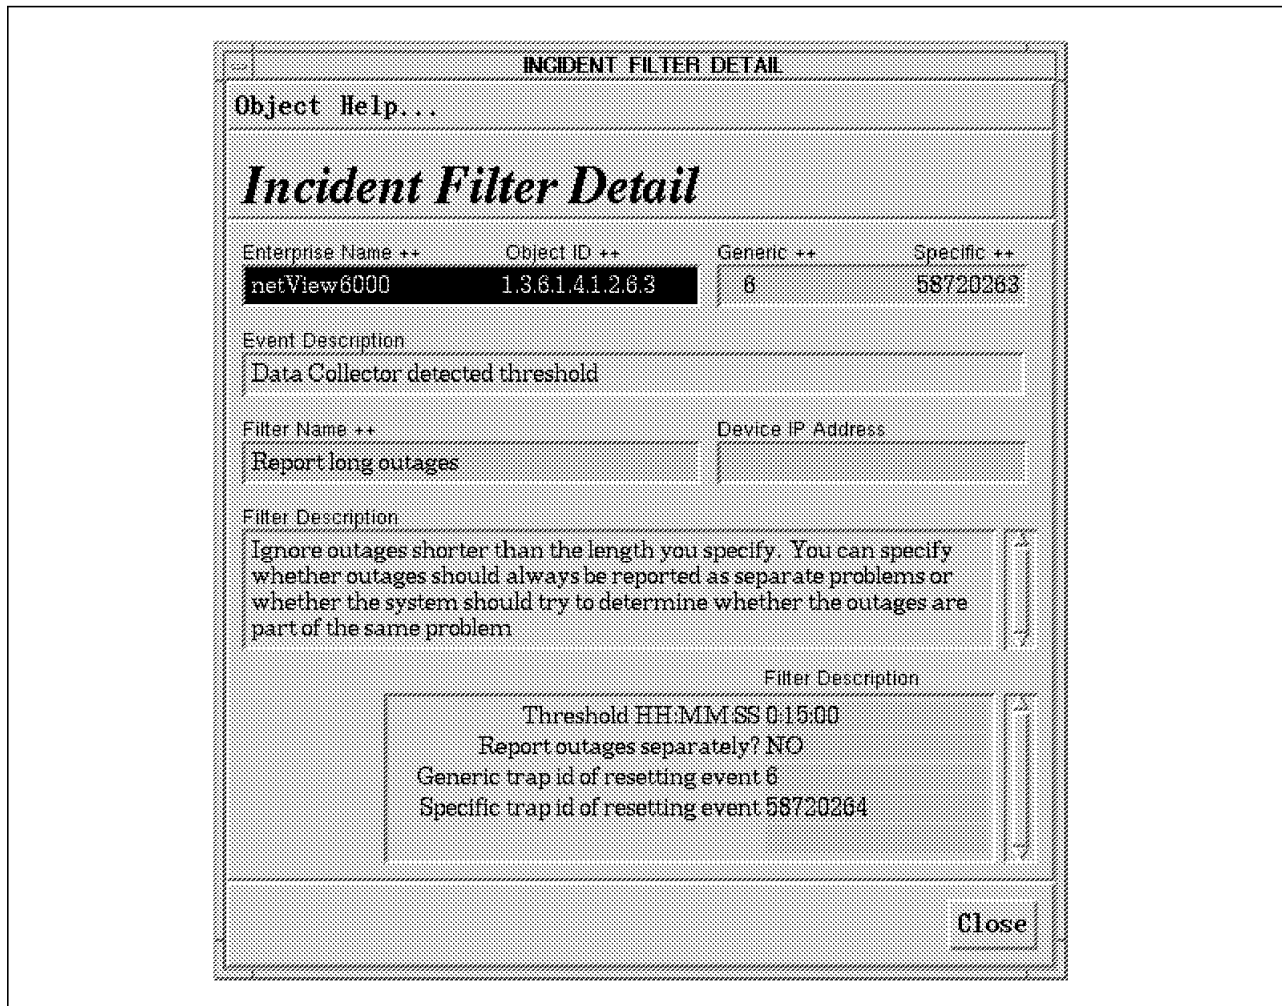 INCIDENT FILTER DETAIL
Object Help...
Incident Filter Detail
Enterprise Name ++ Object ID ++ Generic ++ Specific ++
netView6000 1.3.6.1.4.1.2.6.3 6 58720263
Event Description
Data Collector detected threshold
Filter Name ++ Device IP Address
Report long outages
Filter Description
Ignore outages shorter than the length you specify. You can specify
whether outages should always be reported as separate problems or
whether the system should try to determine whether the outages are
part of the same problem
Filter Description
Threshold HH:MM:SS 0:15:00
Report outages separately? NO
Generic trap id of resetting event 6
Specific trap id of resetting event 58720264
Close